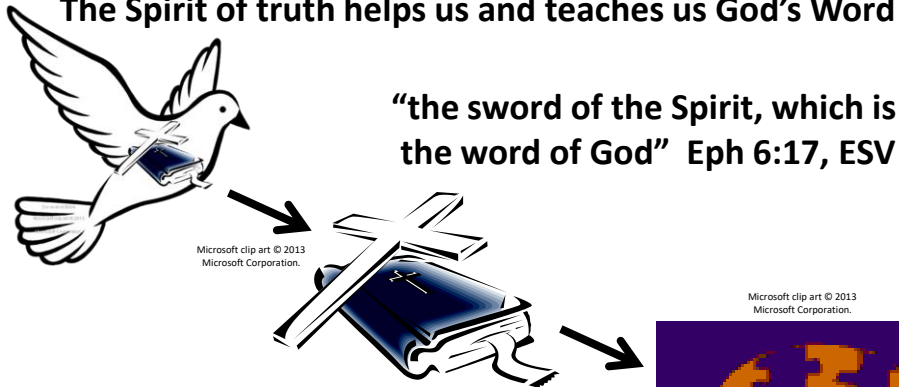 The Spirit of truth helps us and teaches us God's Word
"the sword of the Spirit, which is
the word of God" Eph 6:17, ESV
Microsoft clip art © 2013
Microsoft Corporation.
Microsoft clip art © 2013
Microsoft Corporation.